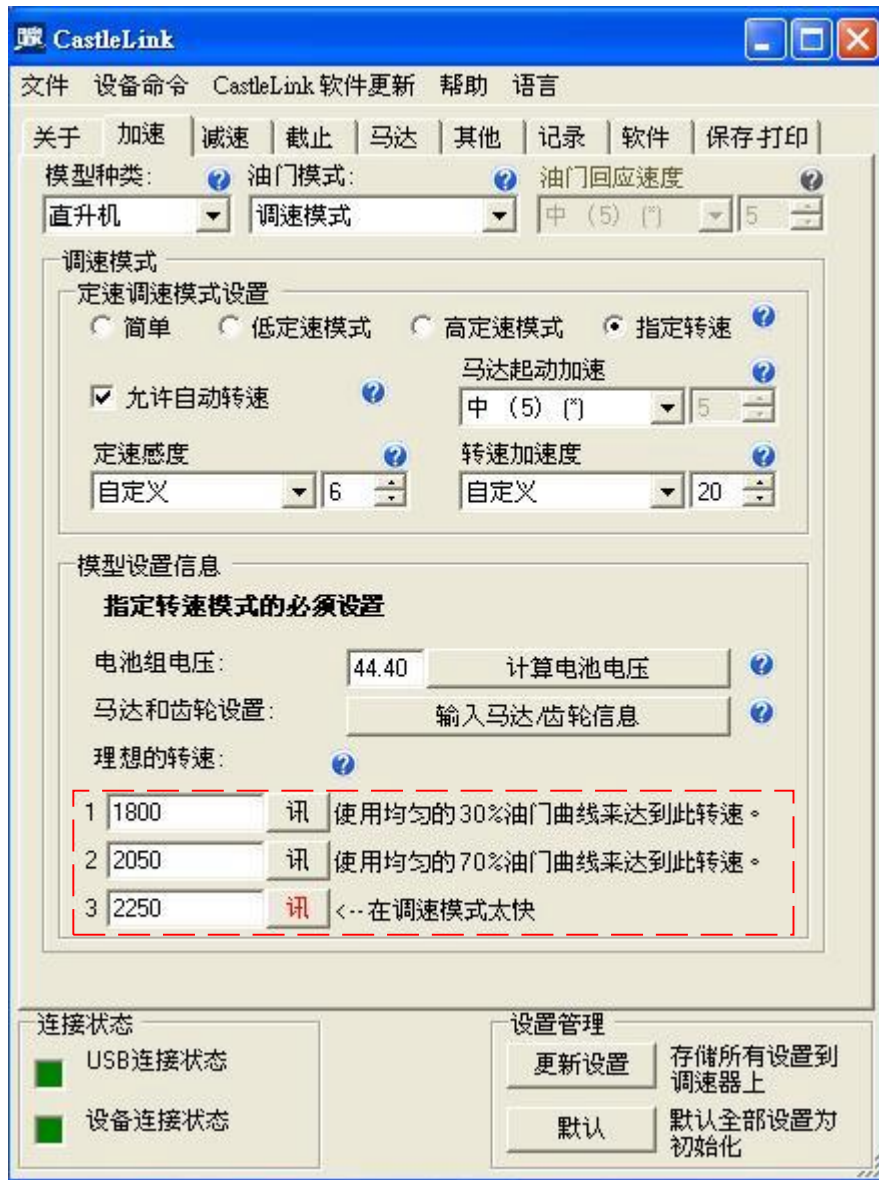 CastleLink
文件 设备命令 CastleLink 软件更新 帮助 语言
关于 加速 减速 截止 马达 其他 记录 软件 保存·打印
模型种类: 油门模式: 油门回应速度
直升机 调速模式 中 (5) (*) 5
调速模式
定速调速模式设置
简单 低定速模式 高定速模式 指定转速
允许自动转速
马达起动加速
中 (5) (*) 5
定速感度 转速加速度
自定义 6 自定义 20
模型设置信息
指定转速模式的必须设置
电池组电压: 44.40 计算电池电压
马达和齿轮设置: 输入马达/齿轮信息
理想的转速:
1 1800 讯 使用均匀的30%油门曲线来达到此转速。
2 2050 讯 使用均匀的70%油门曲线来达到此转速。
3 2250 讯 <--在调速模式太快
连接状态
USB连接状态
设备连接状态
设置管理
更新设置 存储所有设置到
调速器上
默认 默认全部设置为
初始化